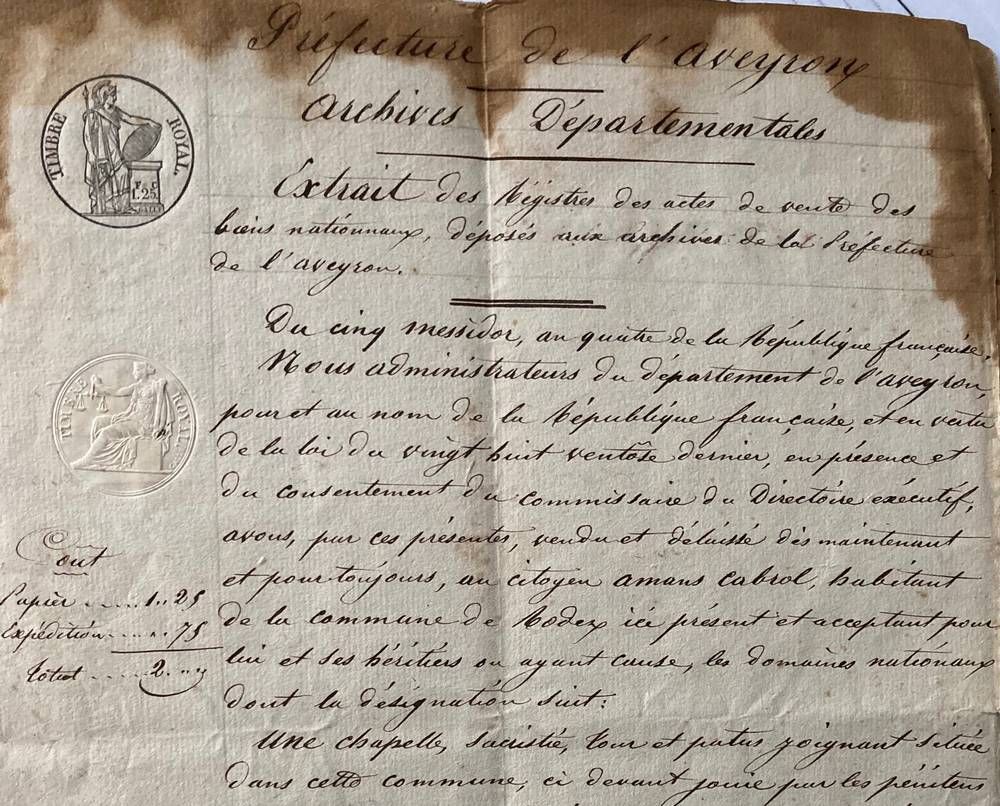 Préfecture de l'aveyron
archives Départementales
TIMBRE ROYAL
F. C.
1.25
Extrait des Régistres des actes de vente des
biens nationnaux, déposés aux archives de la Préfecture
de l'aveyron.
Du cinq messidor, an quatre de la République française.
Nous administrateurs du département de l'aveyron,
pour et au nom de la République française, et en vertu
de la loi du vingt huit ventôse dernier, en présence et
du consentement du commissaire du Directoire exécutif,
avons, par ces présentes, vendu et délaissé dès maintenant
et pour toujours, au citoyen amans cabrol, habitant
de la commune de Rodez ici présent et acceptant pour
lui et ses héritiers ou ayant cause, les domaines nationaux
dont la désignation suit:
Une chapelle, sacristie, tour et patus joignant située
dans cette commune, ci devant jouie par les pénitens
TIMBRE ROYAL
Coût
Papier ..... 1.. 25
Expédition ...... 75
Total ..... 2. "